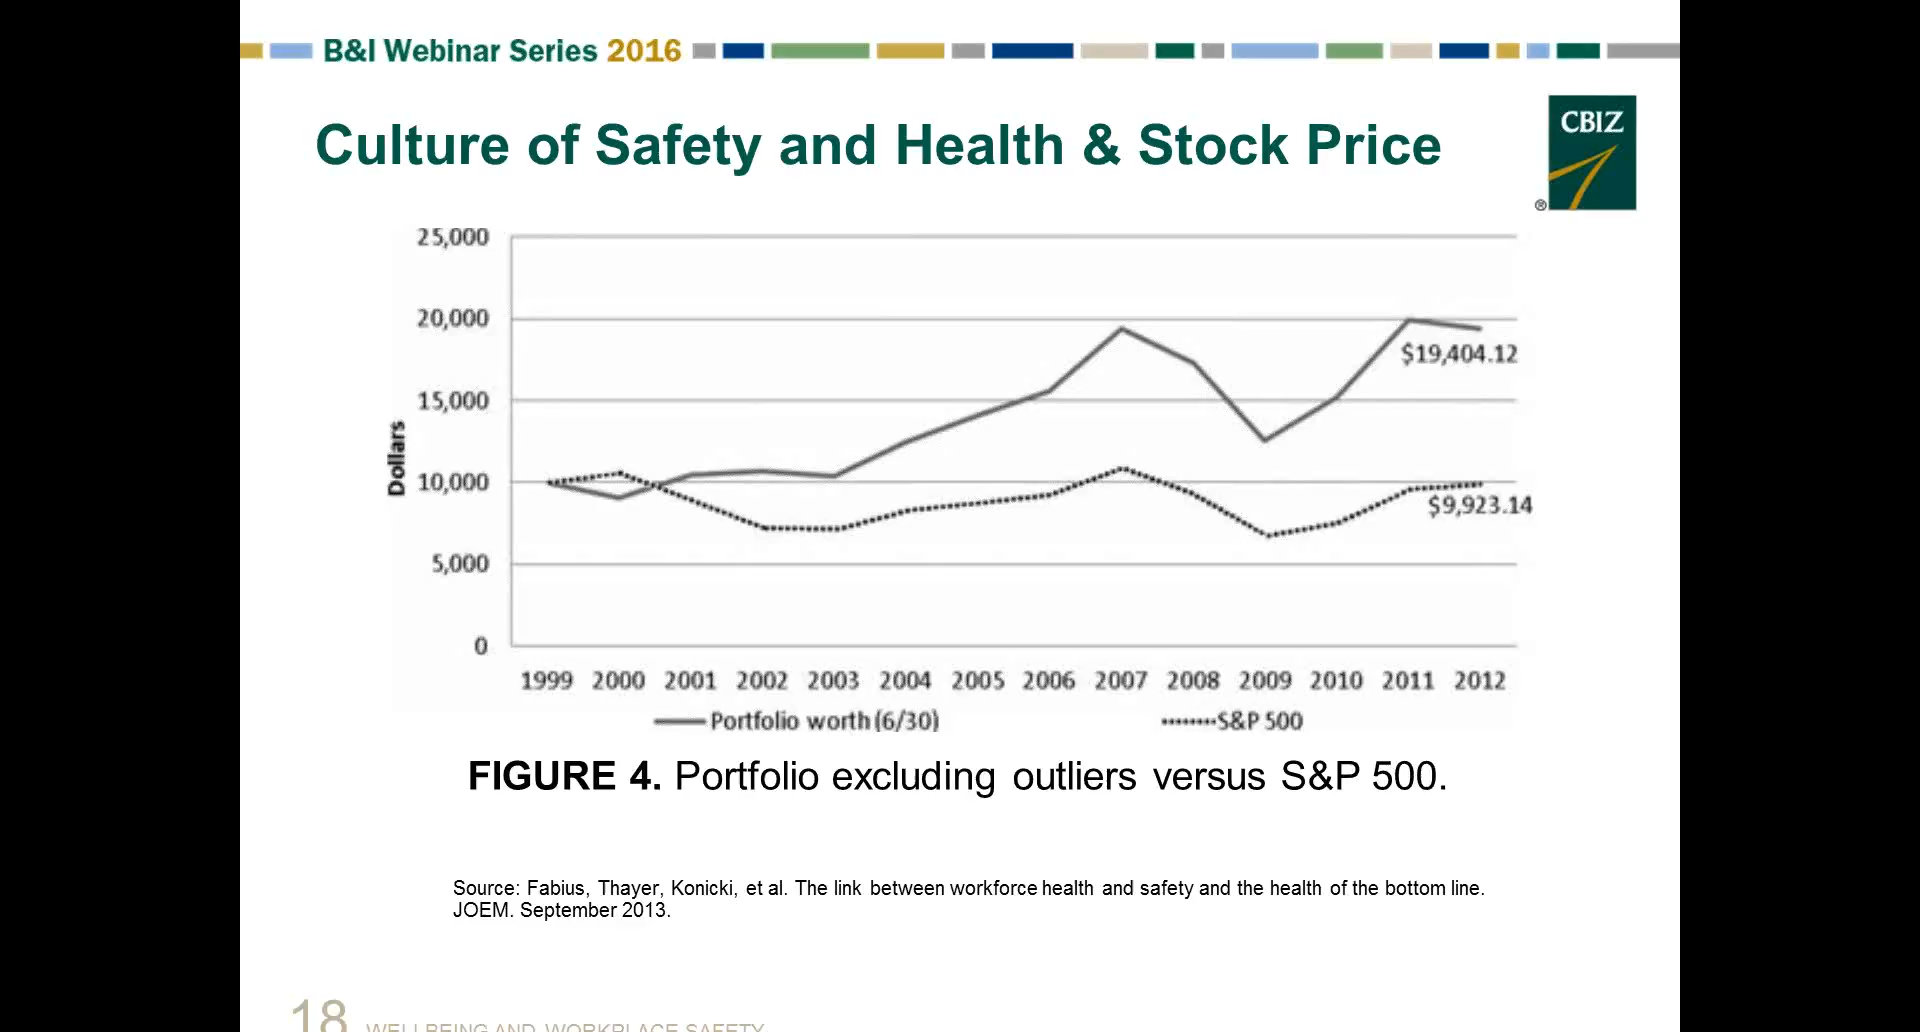 B&I Webinar Series 2016
Culture of Safety and Health & Stock Price
CBIZ
®
25,000
20,000
15,000
10,000
5,000
0
Dollars
$19,404.12
$9,923.14
1999 2000 2001 2002 2003 2004 2005 2006 2007 2008 2009 2010 2011 2012
Portfolio worth (6/30) S&P 500
FIGURE 4. Portfolio excluding outliers versus S&P 500.
Source: Fabius, Thayer, Konicki, et al. The link between workforce health and safety and the health of the bottom line.
JOEM. September 2013.
18 WELLBEING AND WORKPLACE SAFETY